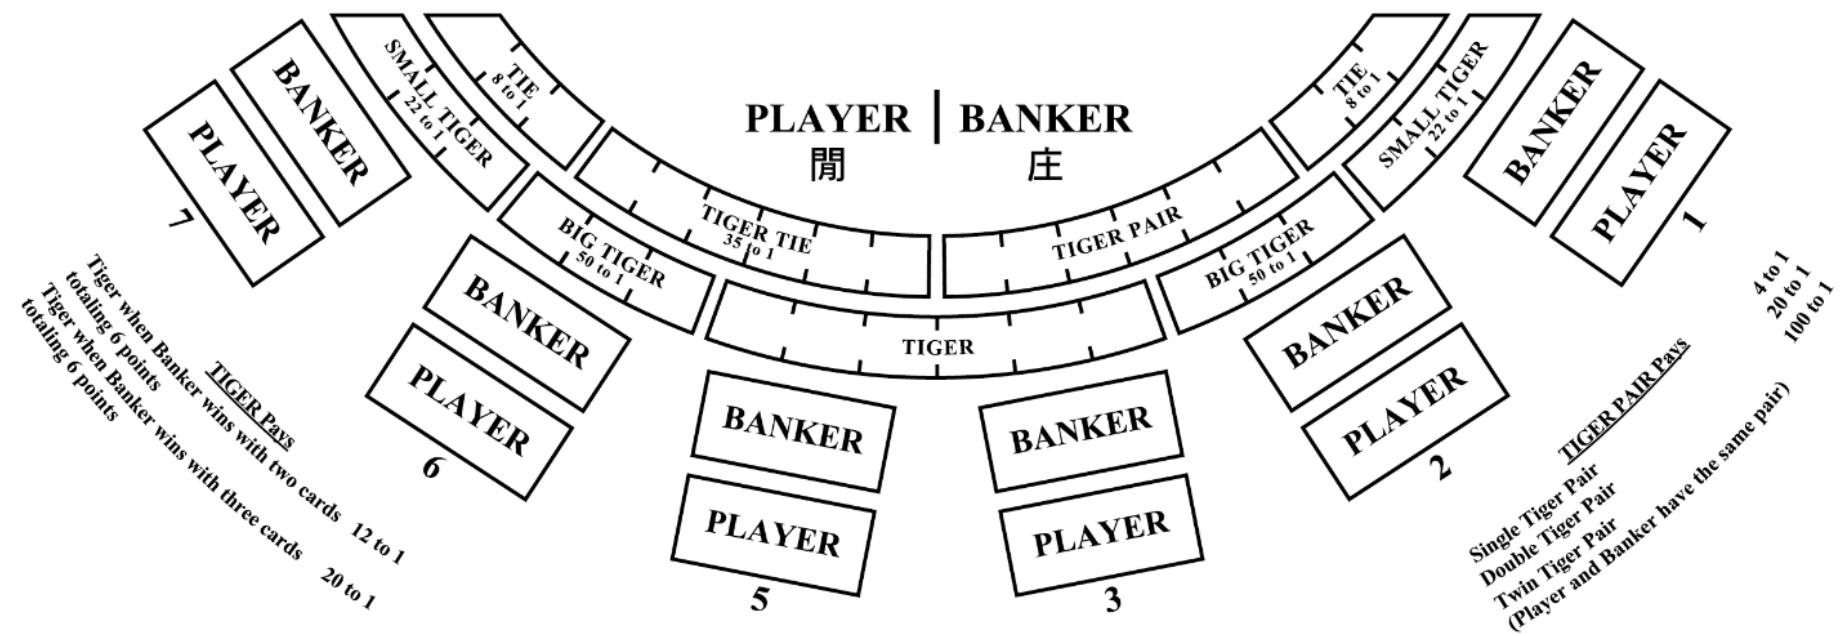 PLAYER | BANKER
閒 庄
TIE
8 to 1
TIE
8 to 1
SMALL TIGER
22 to 1
SMALL TIGER
22 to 1
TIGER TIE
35 to 1
TIGER PAIR
BIG TIGER
50 to 1
BIG TIGER
50 to 1
TIGER
BANKER
PLAYER
7
BANKER
PLAYER
6
BANKER
PLAYER
5
BANKER
PLAYER
3
BANKER
PLAYER
2
BANKER
PLAYER
1
TIGER Pays
Tiger when Banker wins with two cards 12 to 1
totaling 6 points
Tiger when Banker wins with three cards 20 to 1
totaling 6 points
TIGER PAIR Pays
Single Tiger Pair 4 to 1
Double Tiger Pair 20 to 1
Twin Tiger Pair 100 to 1
(Player and Banker have the same pair)